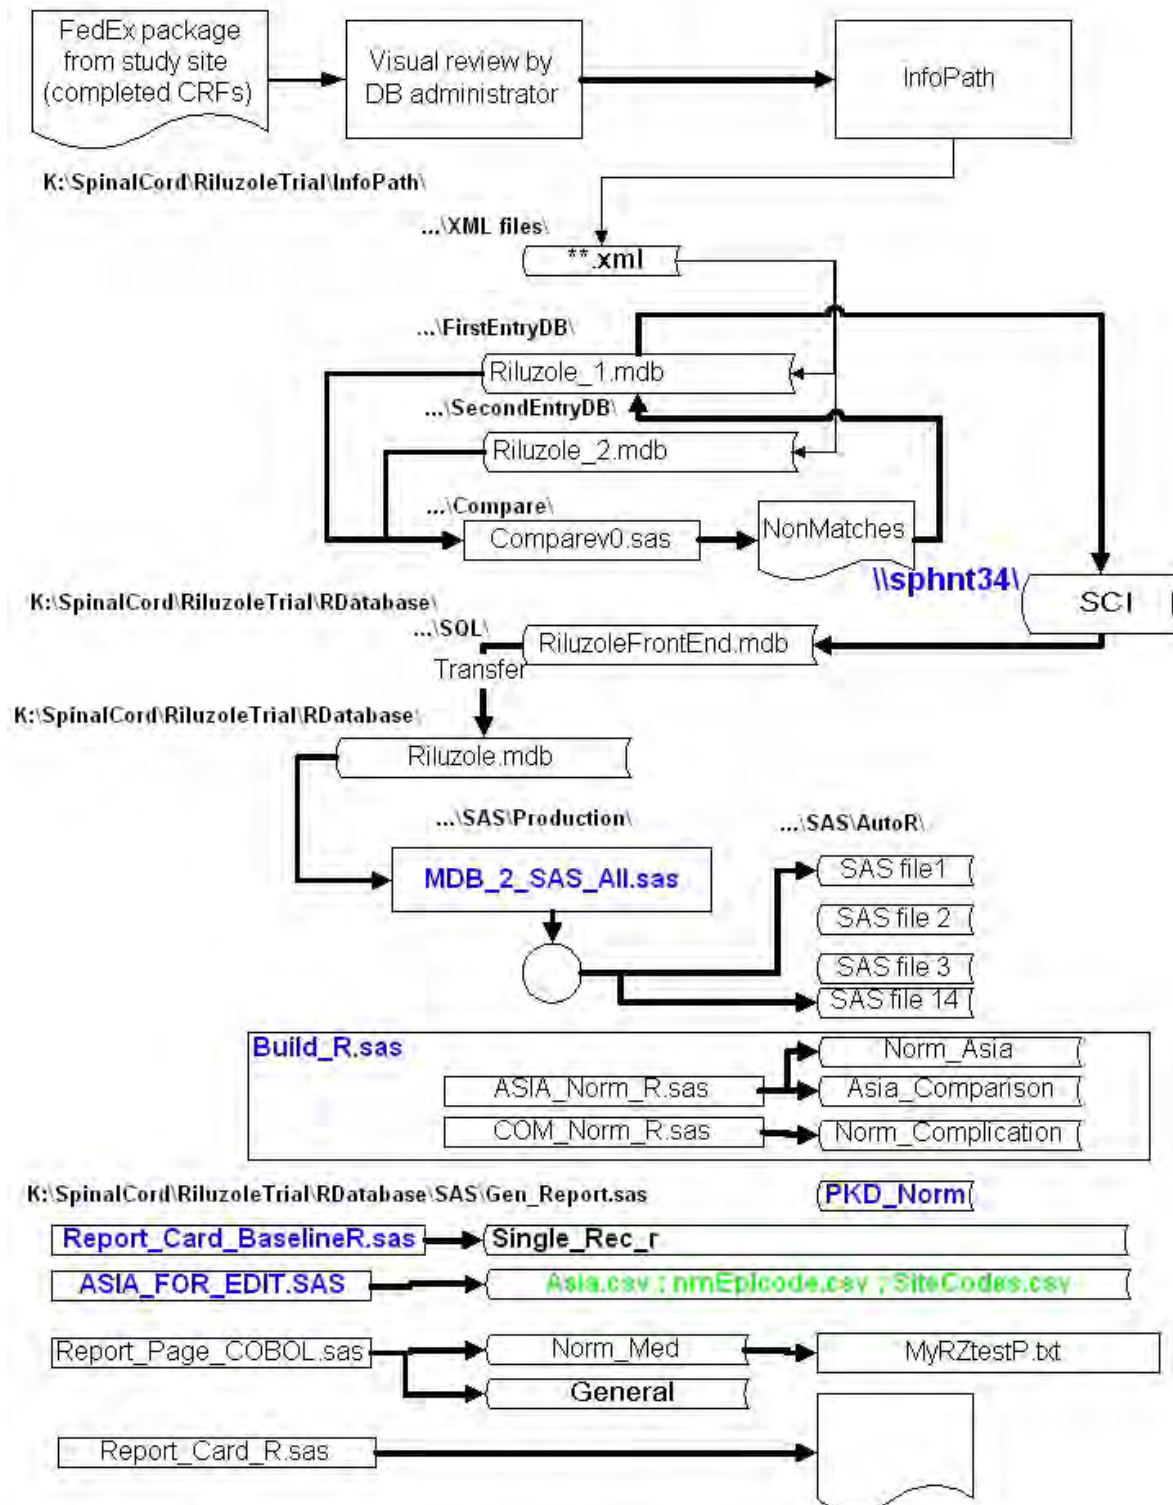 FedEx package
from study site
(completed CRFs)
Visual review by
DB administrator
InfoPath
K:\SpinalCord\RiluzoleTrial\InfoPath\
...\XML files\
**.xml
...\FirstEntryDB\
Riluzole_1.mdb
...\SecondEntryDB\
Riluzole_2.mdb
...\Compare\
Comparev0.sas
NonMatches
\\sphnt34\
SCI
K:\SpinalCord\RiluzoleTrial\RDatabase\
...\SQL\
RiluzoleFrontEnd.mdb
Transfer
K:\SpinalCord\RiluzoleTrial\RDatabase\
Riluzole.mdb
...\SAS\Production\
...\SAS\AutoR\
MDB_2_SAS_All.sas
SAS file1
SAS file 2
SAS file 3
SAS file 14
Build_R.sas
Norm_Asia
ASIA_Norm_R.sas
Asia_Comparison
COM_Norm_R.sas
Norm_Complication
K:\SpinalCord\RiluzoleTrial\RDatabase\SAS\Gen_Report.sas
PKD_Norm
Report_Card_BaselineR.sas
Single_Rec_r
ASIA_FOR_EDIT.SAS
Asia.csv ; nmEpicode.csv ; SiteCodes.csv
Report_Page_COBOL.sas
Norm_Med
MyRZtestP.txt
General
Report_Card_R.sas